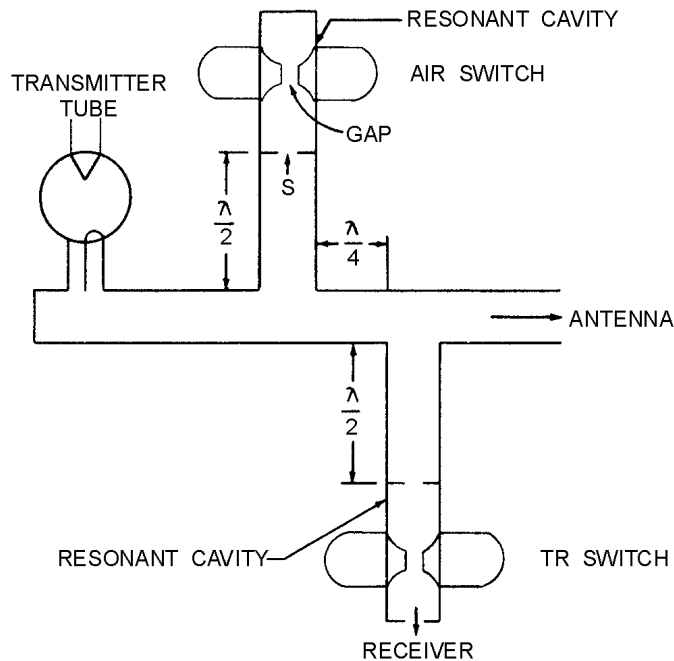 RESONANT CAVITY
AIR SWITCH
TRANSMITTER
TUBE
GAP
S
λ
2
λ
4
ANTENNA
λ
2
RESONANT CAVITY
TR SWITCH
RECEIVER